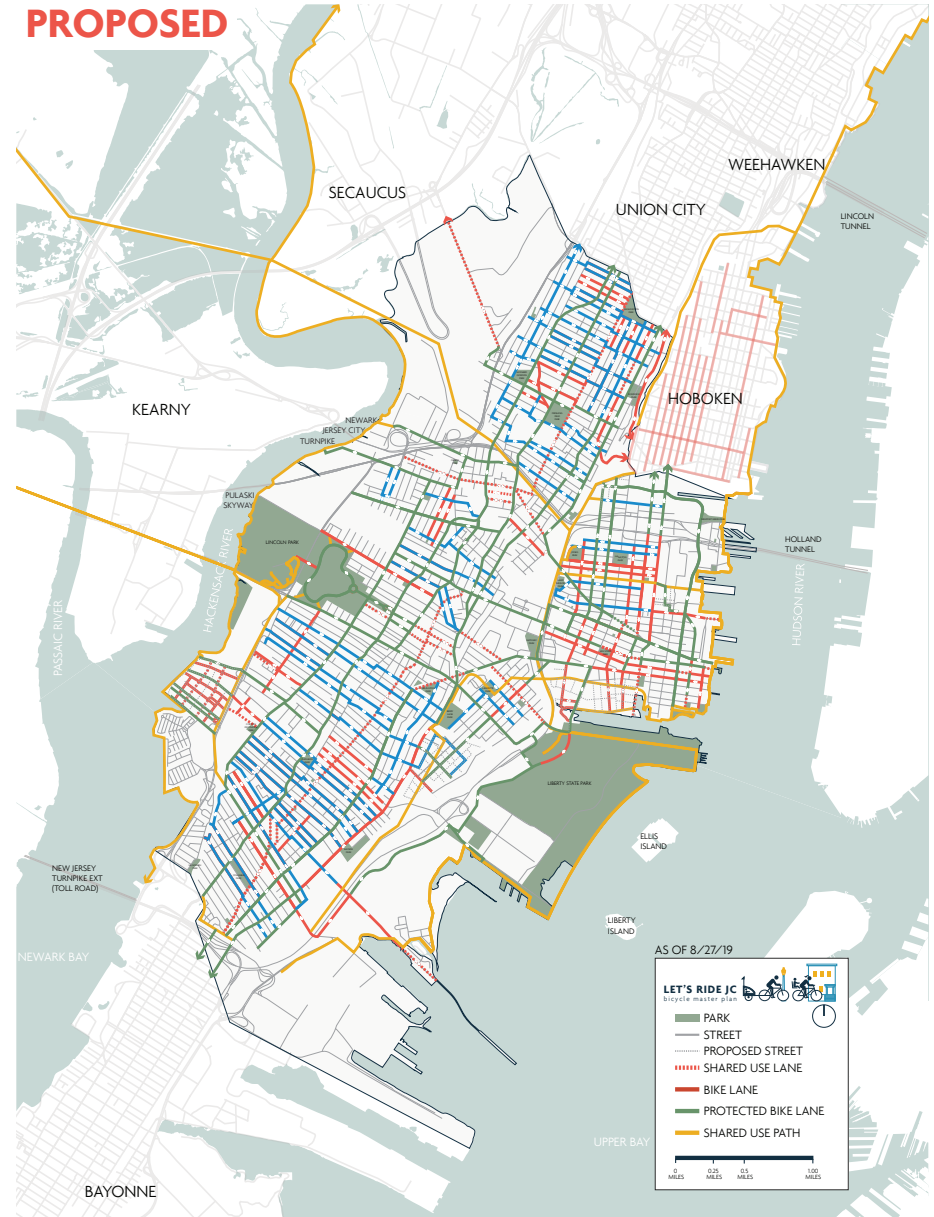 PROPOSED
WEEHAWKEN
SECAUCUS
UNION CITY
LINCOLN
TUNNEL
HOBOKEN
KEARNY
NEWARK
JERSEY CITY
TURNPIKE
PULASKI
SKYWAY
LINCOLN PARK
HOLLAND
TUNNEL
HACKENSACK RIVER
PASSAIC RIVER
HUDSON RIVER
LIBERTY STATE PARK
ELLIS
ISLAND
NEW JERSEY
TURNPIKE EXT
(TOLL ROAD)
LIBERTY
ISLAND
NEWARK BAY
AS OF 8/27/19
LET'S RIDE JC
bicycle master plan
PARK
STREET
PROPOSED STREET
SHARED USE LANE
BIKE LANE
PROTECTED BIKE LANE
SHARED USE PATH
0 0.25 0.5 1.00
MILES MILES MILES MILES
UPPER BAY
BAYONNE